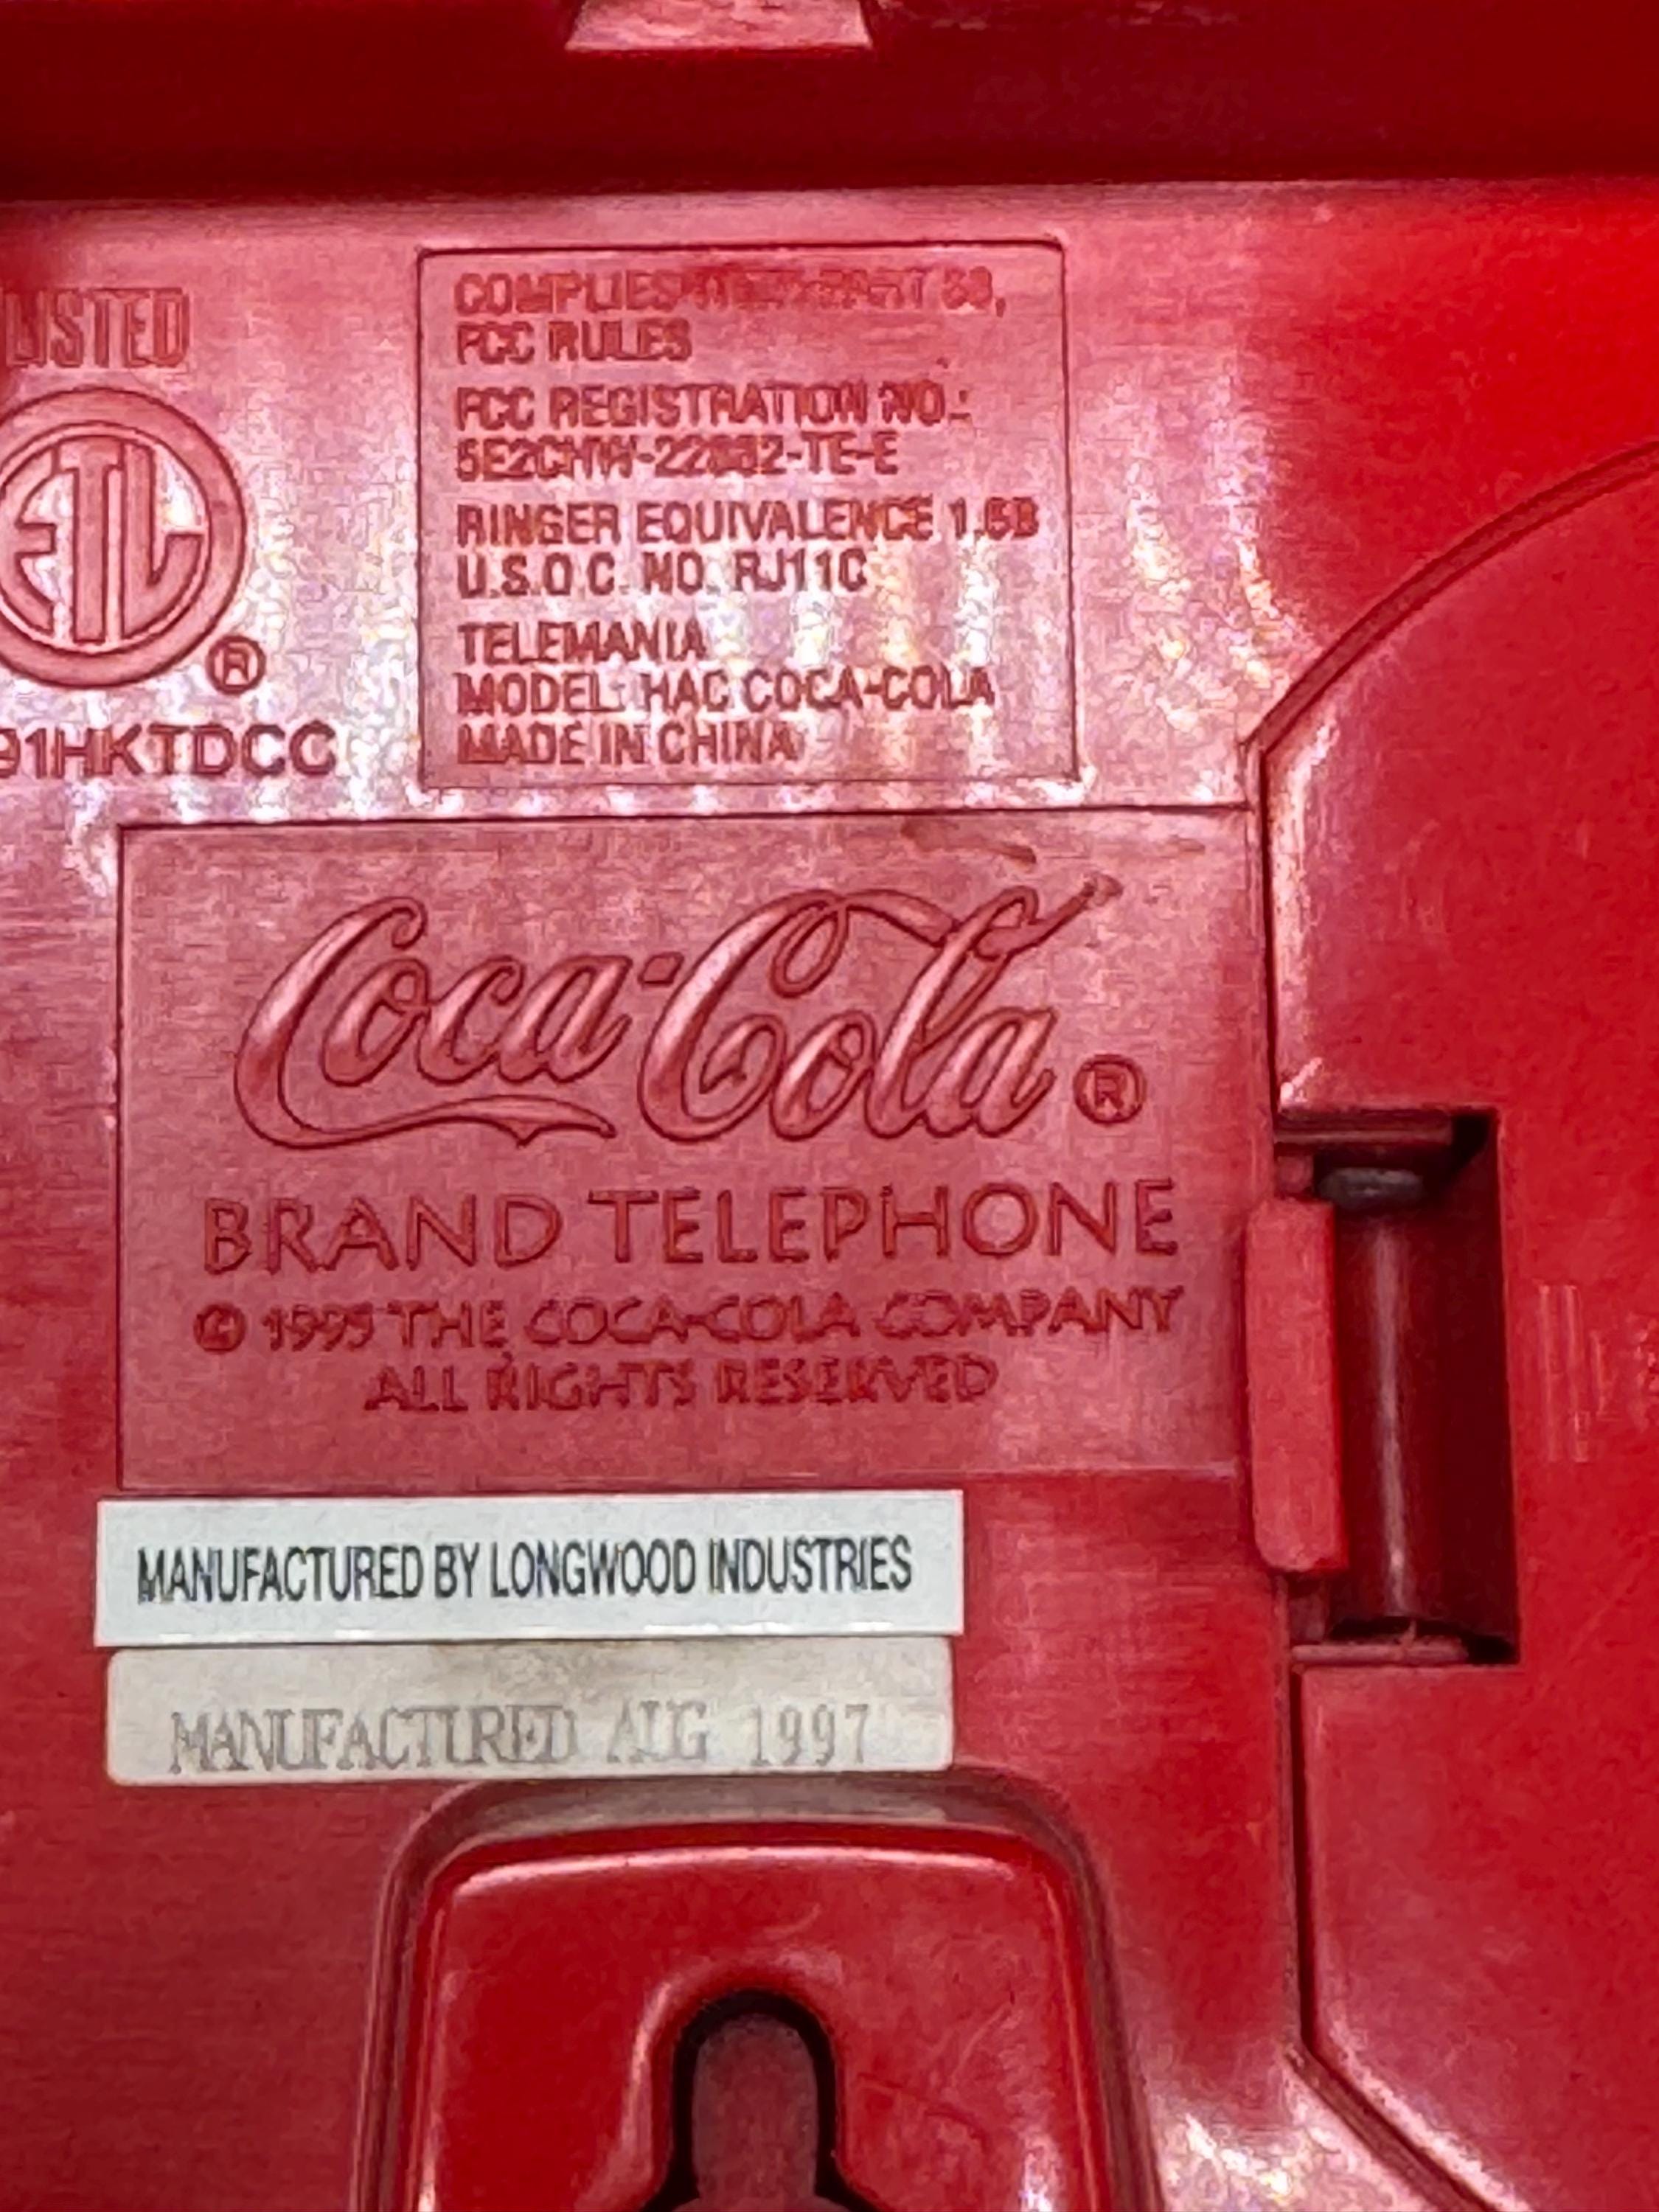 LISTED
ETL
®
91HKTDCC
COMPLIES WITH PART 68,
FCC RULES
FCC REGISTRATION NO.:
RINGER EQUIVALENCE
U.S.O.C. NO. RJ11C
TELEMANIA
MODEL: HAC COCA-COLA
MADE IN CHINA
Coca-Cola®
BRAND TELEPHONE
© 1995 THE COCA-COLA COMPANY
ALL RIGHTS RESERVED
MANUFACTURED BY LONGWOOD INDUSTRIES
MANUFACTURED AUG 1997